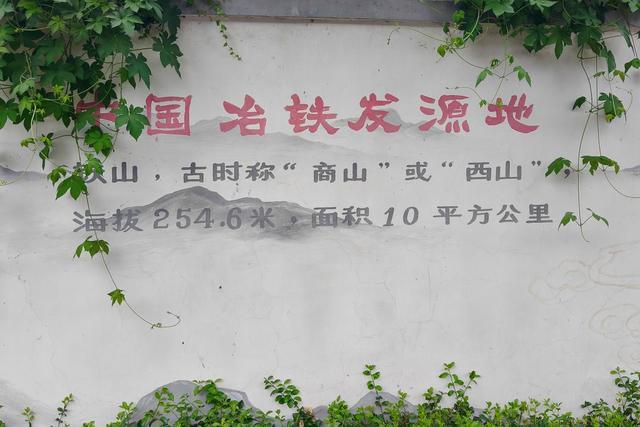 中国冶铁发源地
铁山，古时称“商山”或“西山”，
海拔254.6米，面积10平方公里